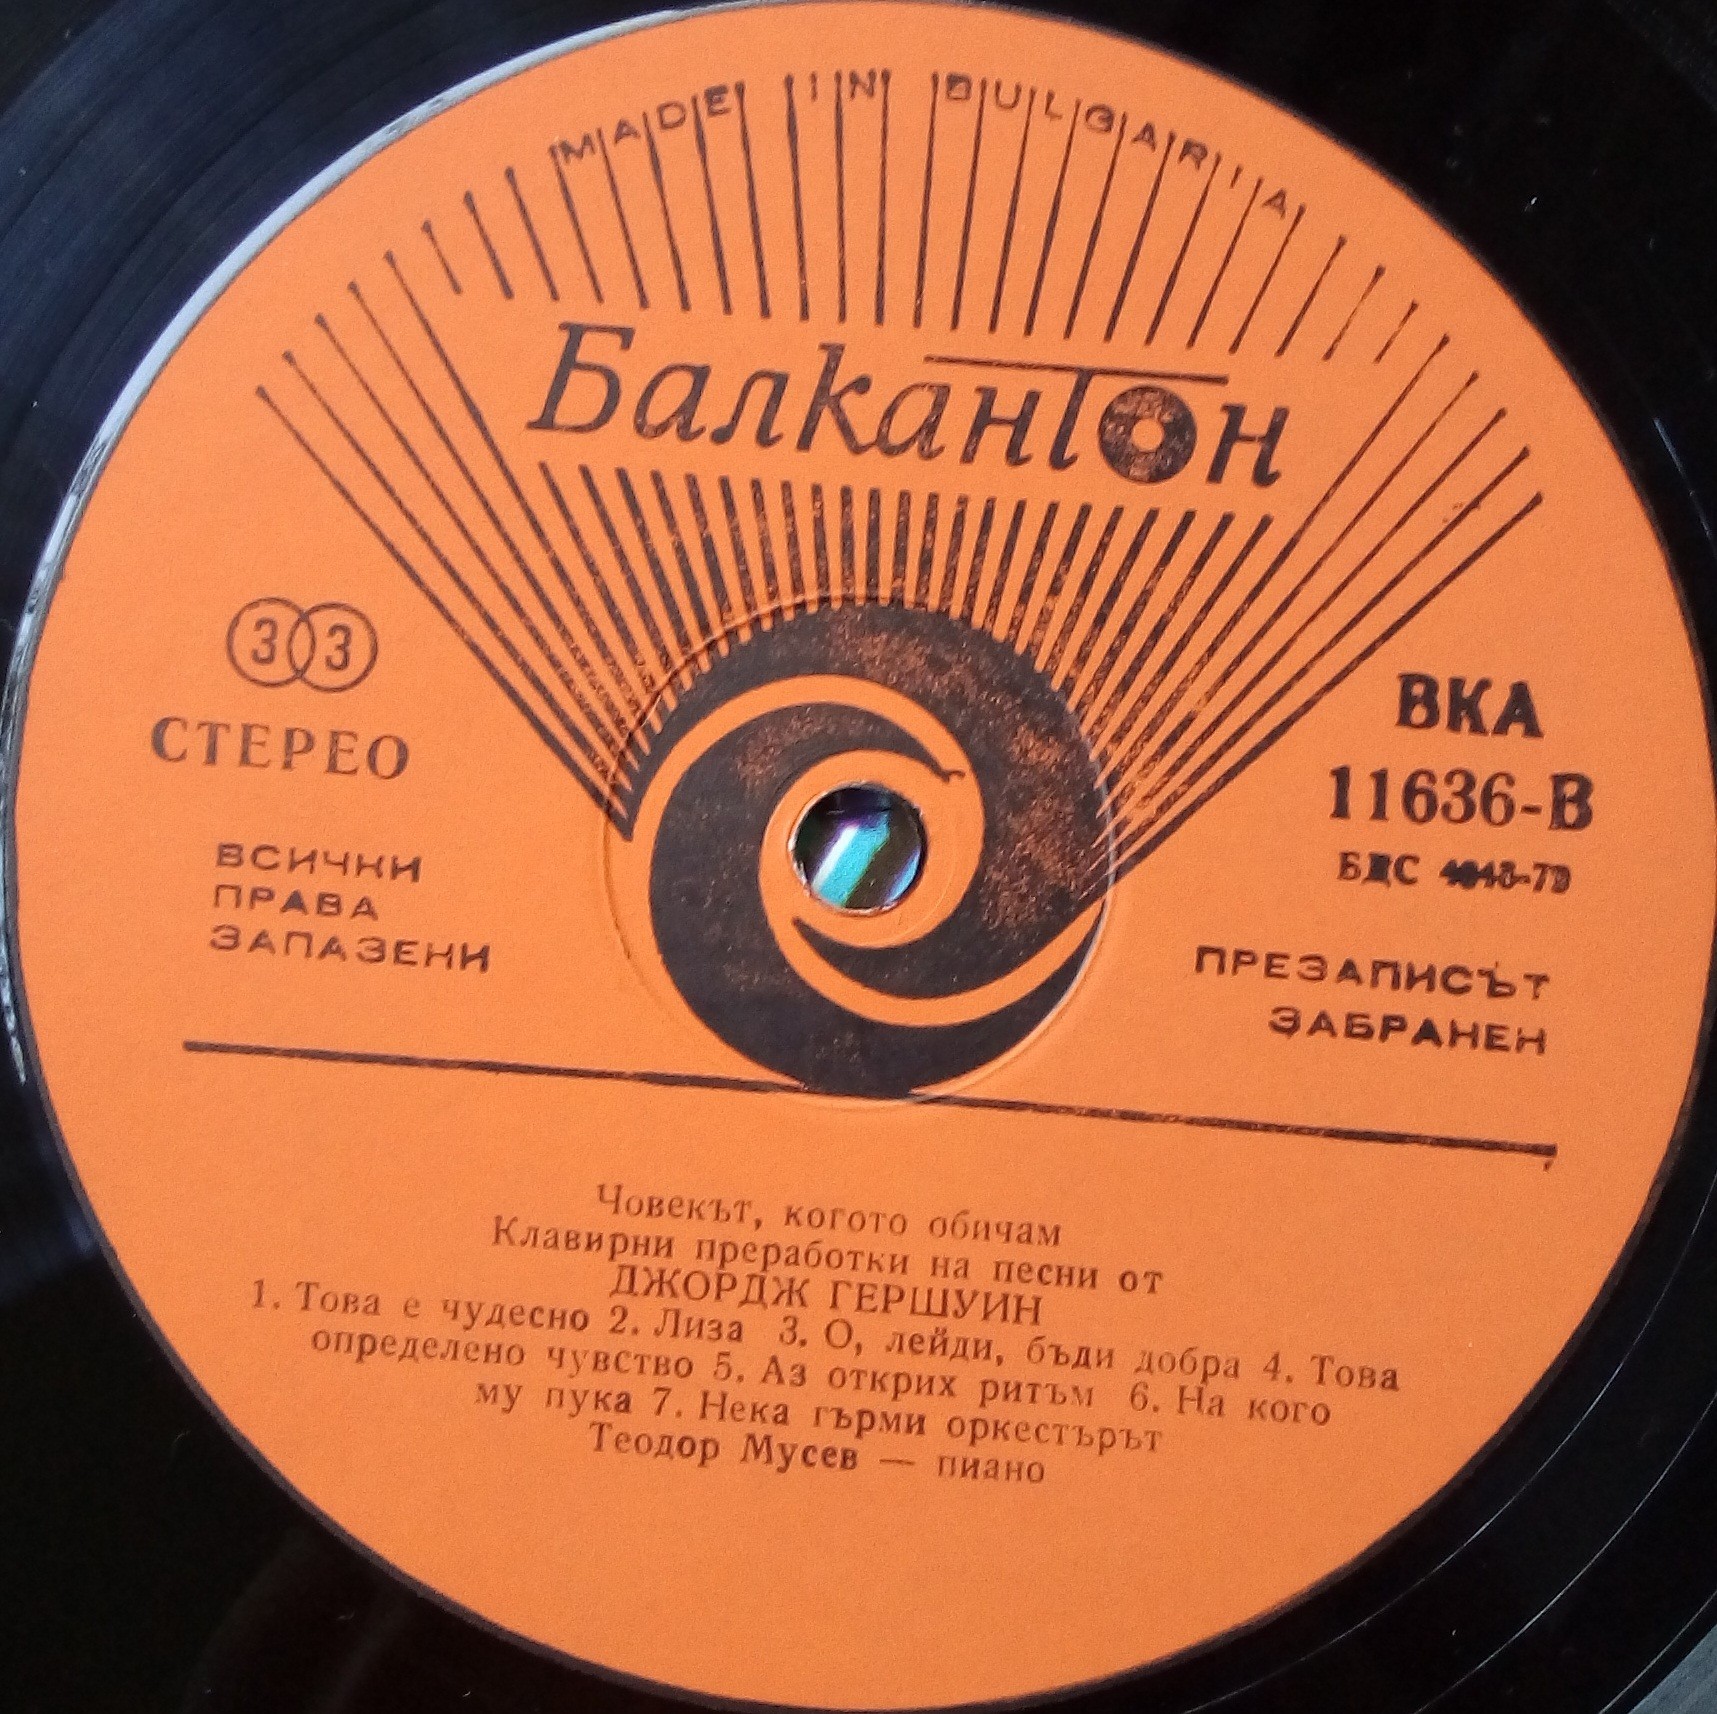 MADE IN BULGARIA
Балкантон
33
СТЕРЕО
ВСИЧКИ
ПРАВА
ЗАПАЗЕНИ
ВКА
11636-В
БДС
ПРЕЗАПИСЪТ
ЗАБРАНЕН
Човекът, когото обичам
Клавирни преработки на песни от
ДЖОРДЖ ГЕРШУИН
1. Това е чудесно 2. Лиза 3. О, лейди, бъди добра 4. Това
определено чувство 5. Аз открих ритъм 6. На кого
му пука 7. Нека гърми оркестърът
Теодор Мусев — пиано